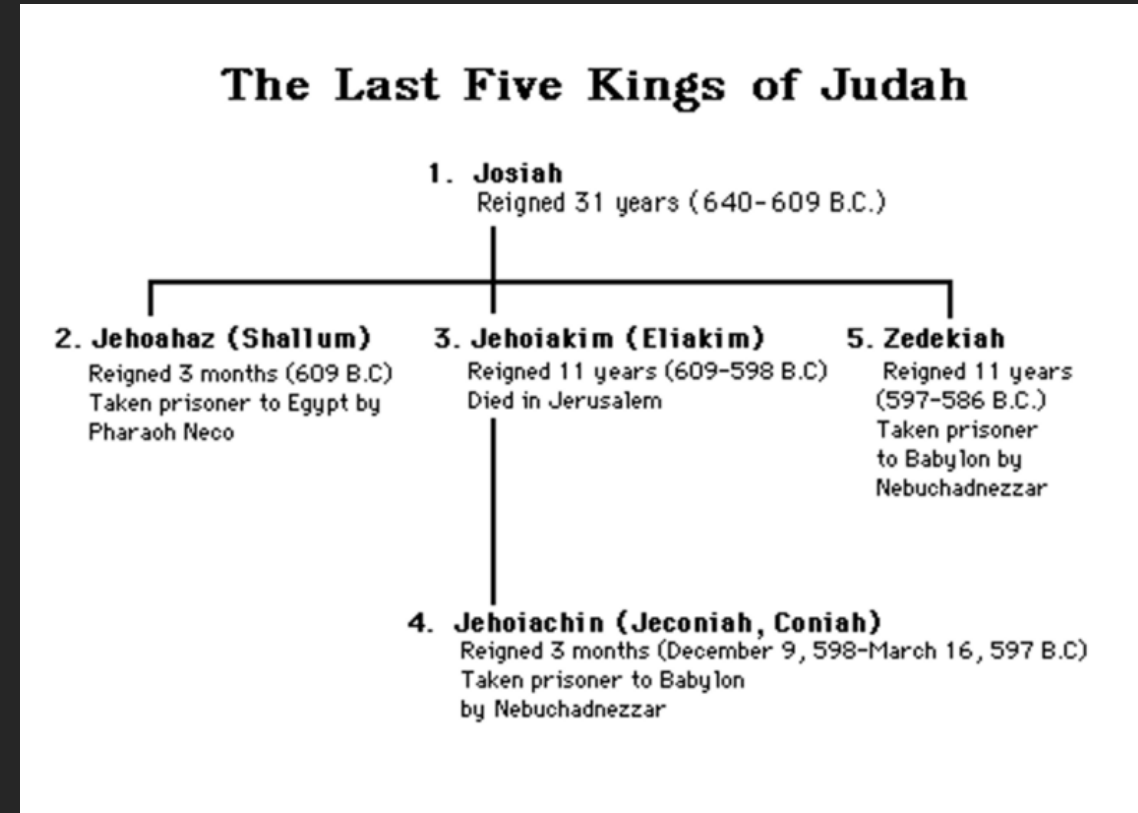 The Last Five Kings of Judah
1. Josiah
Reigned 31 years (640-609 B.C.)
2. Jehoahaz (Shallum)
Reigned 3 months (609 B.C)
Taken prisoner to Egypt by
Pharaoh Neco
3. Jehoiakim (Eliakim)
Reigned 11 years (609-598 B.C)
Died in Jerusalem
5. Zedekiah
Reigned 11 years
(597-586 B.C.)
Taken prisoner
to Babylon by
Nebuchadnezzar
4. Jehoiachin (Jeconiah, Coniah)
Reigned 3 months (December 9, 598-March 16, 597 B.C)
Taken prisoner to Babylon
by Nebuchadnezzar